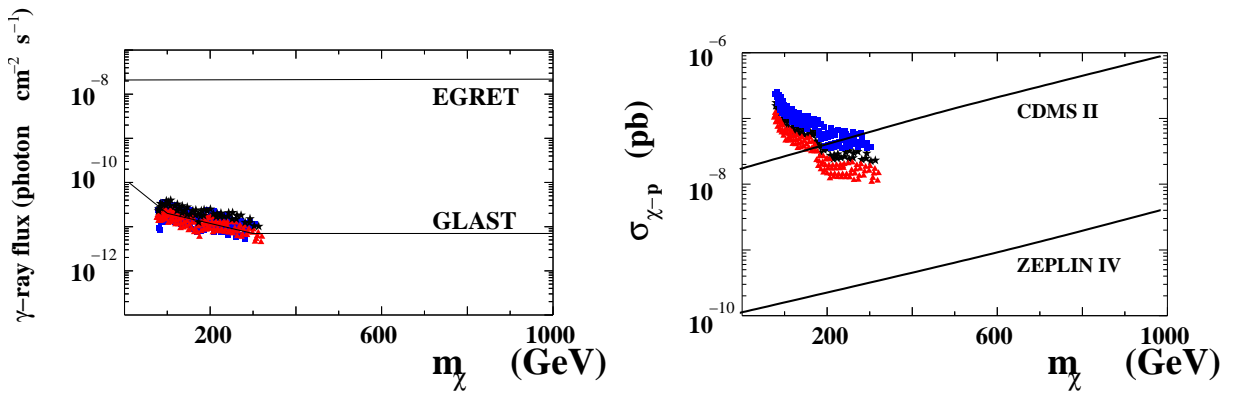 γ−ray flux (photon cm−2 s−1)
10−8
10−10
10−12
EGRET
GLAST
200 600 1000
mχ (GeV)
σχ−p (pb)
10−6
10−8
10−10
CDMS II
ZEPLIN IV
200 600 1000
mχ (GeV)